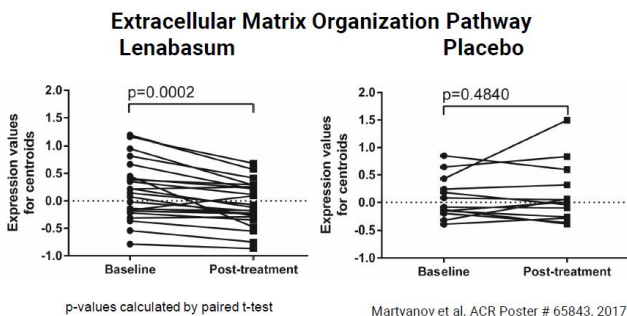 Extracellular Matrix Organization Pathway
Lenabasum
Placebo
p=0.0002
2.0
1.5
1.0
0.5
0.0
-0.5
-1.0
Expression values
for centroids
Baseline
Post-treatment
p=0.4840
2.0
1.5
1.0
0.5
0.0
-0.5
-1.0
Expression values
for centroids
Baseline
Post-treatment
p-values calculated by paired t-test
Martyanov et al, ACR Poster # 65843, 2017